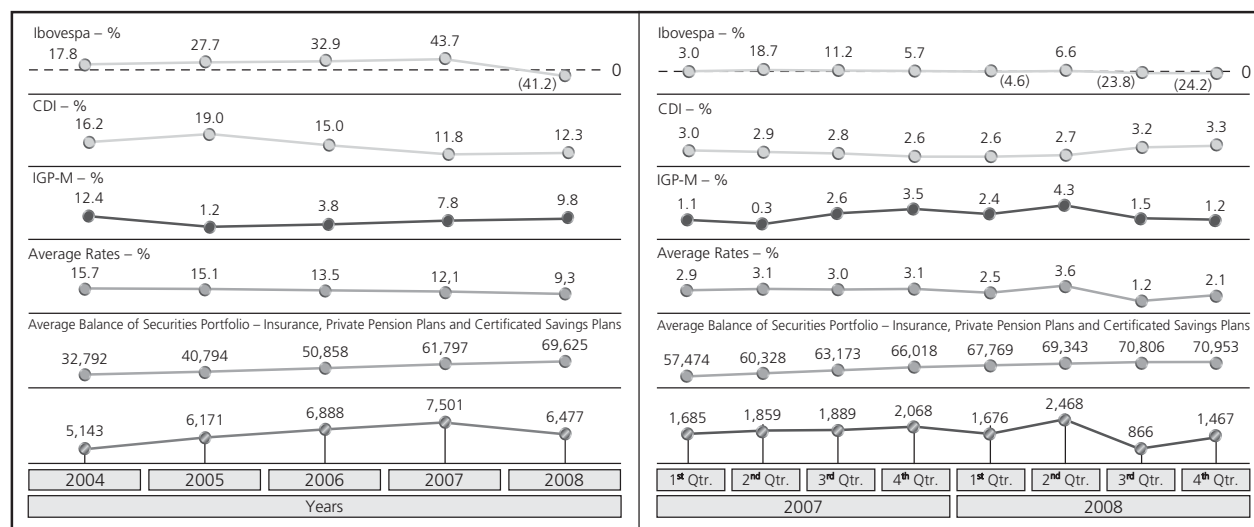 Ibovespa – %
17.8 27.7 32.9 43.7 (41.2) 0
CDI – %
16.2 19.0 15.0 11.8 12.3
IGP-M – %
12.4 1.2 3.8 7.8 9.8
Average Rates – %
15.7 15.1 13.5 12,1 9,3
Average Balance of Securities Portfolio – Insurance, Private Pension Plans and Certificated Savings Plans
32,792 40,794 50,858 61,797 69,625
5,143 6,171 6,888 7,501 6,477
2004 2005 2006 2007 2008
Years
Ibovespa – %
3.0 18.7 11.2 5.7 (4.6) 6.6 (23.8) (24.2) 0
CDI – %
3.0 2.9 2.8 2.6 2.6 2.7 3.2 3.3
IGP-M – %
1.1 0.3 2.6 3.5 2.4 4.3 1.5 1.2
Average Rates – %
2.9 3.1 3.0 3.1 2.5 3.6 1.2 2.1
Average Balance of Securities Portfolio – Insurance, Private Pension Plans and Certificated Savings Plans
57,474 60,328 63,173 66,018 67,769 69,343 70,806 70,953
1,685 1,859 1,889 2,068 1,676 2,468 866 1,467
1st Qtr. 2nd Qtr. 3rd Qtr. 4th Qtr. 1st Qtr. 2nd Qtr. 3rd Qtr. 4th Qtr.
2007 2008